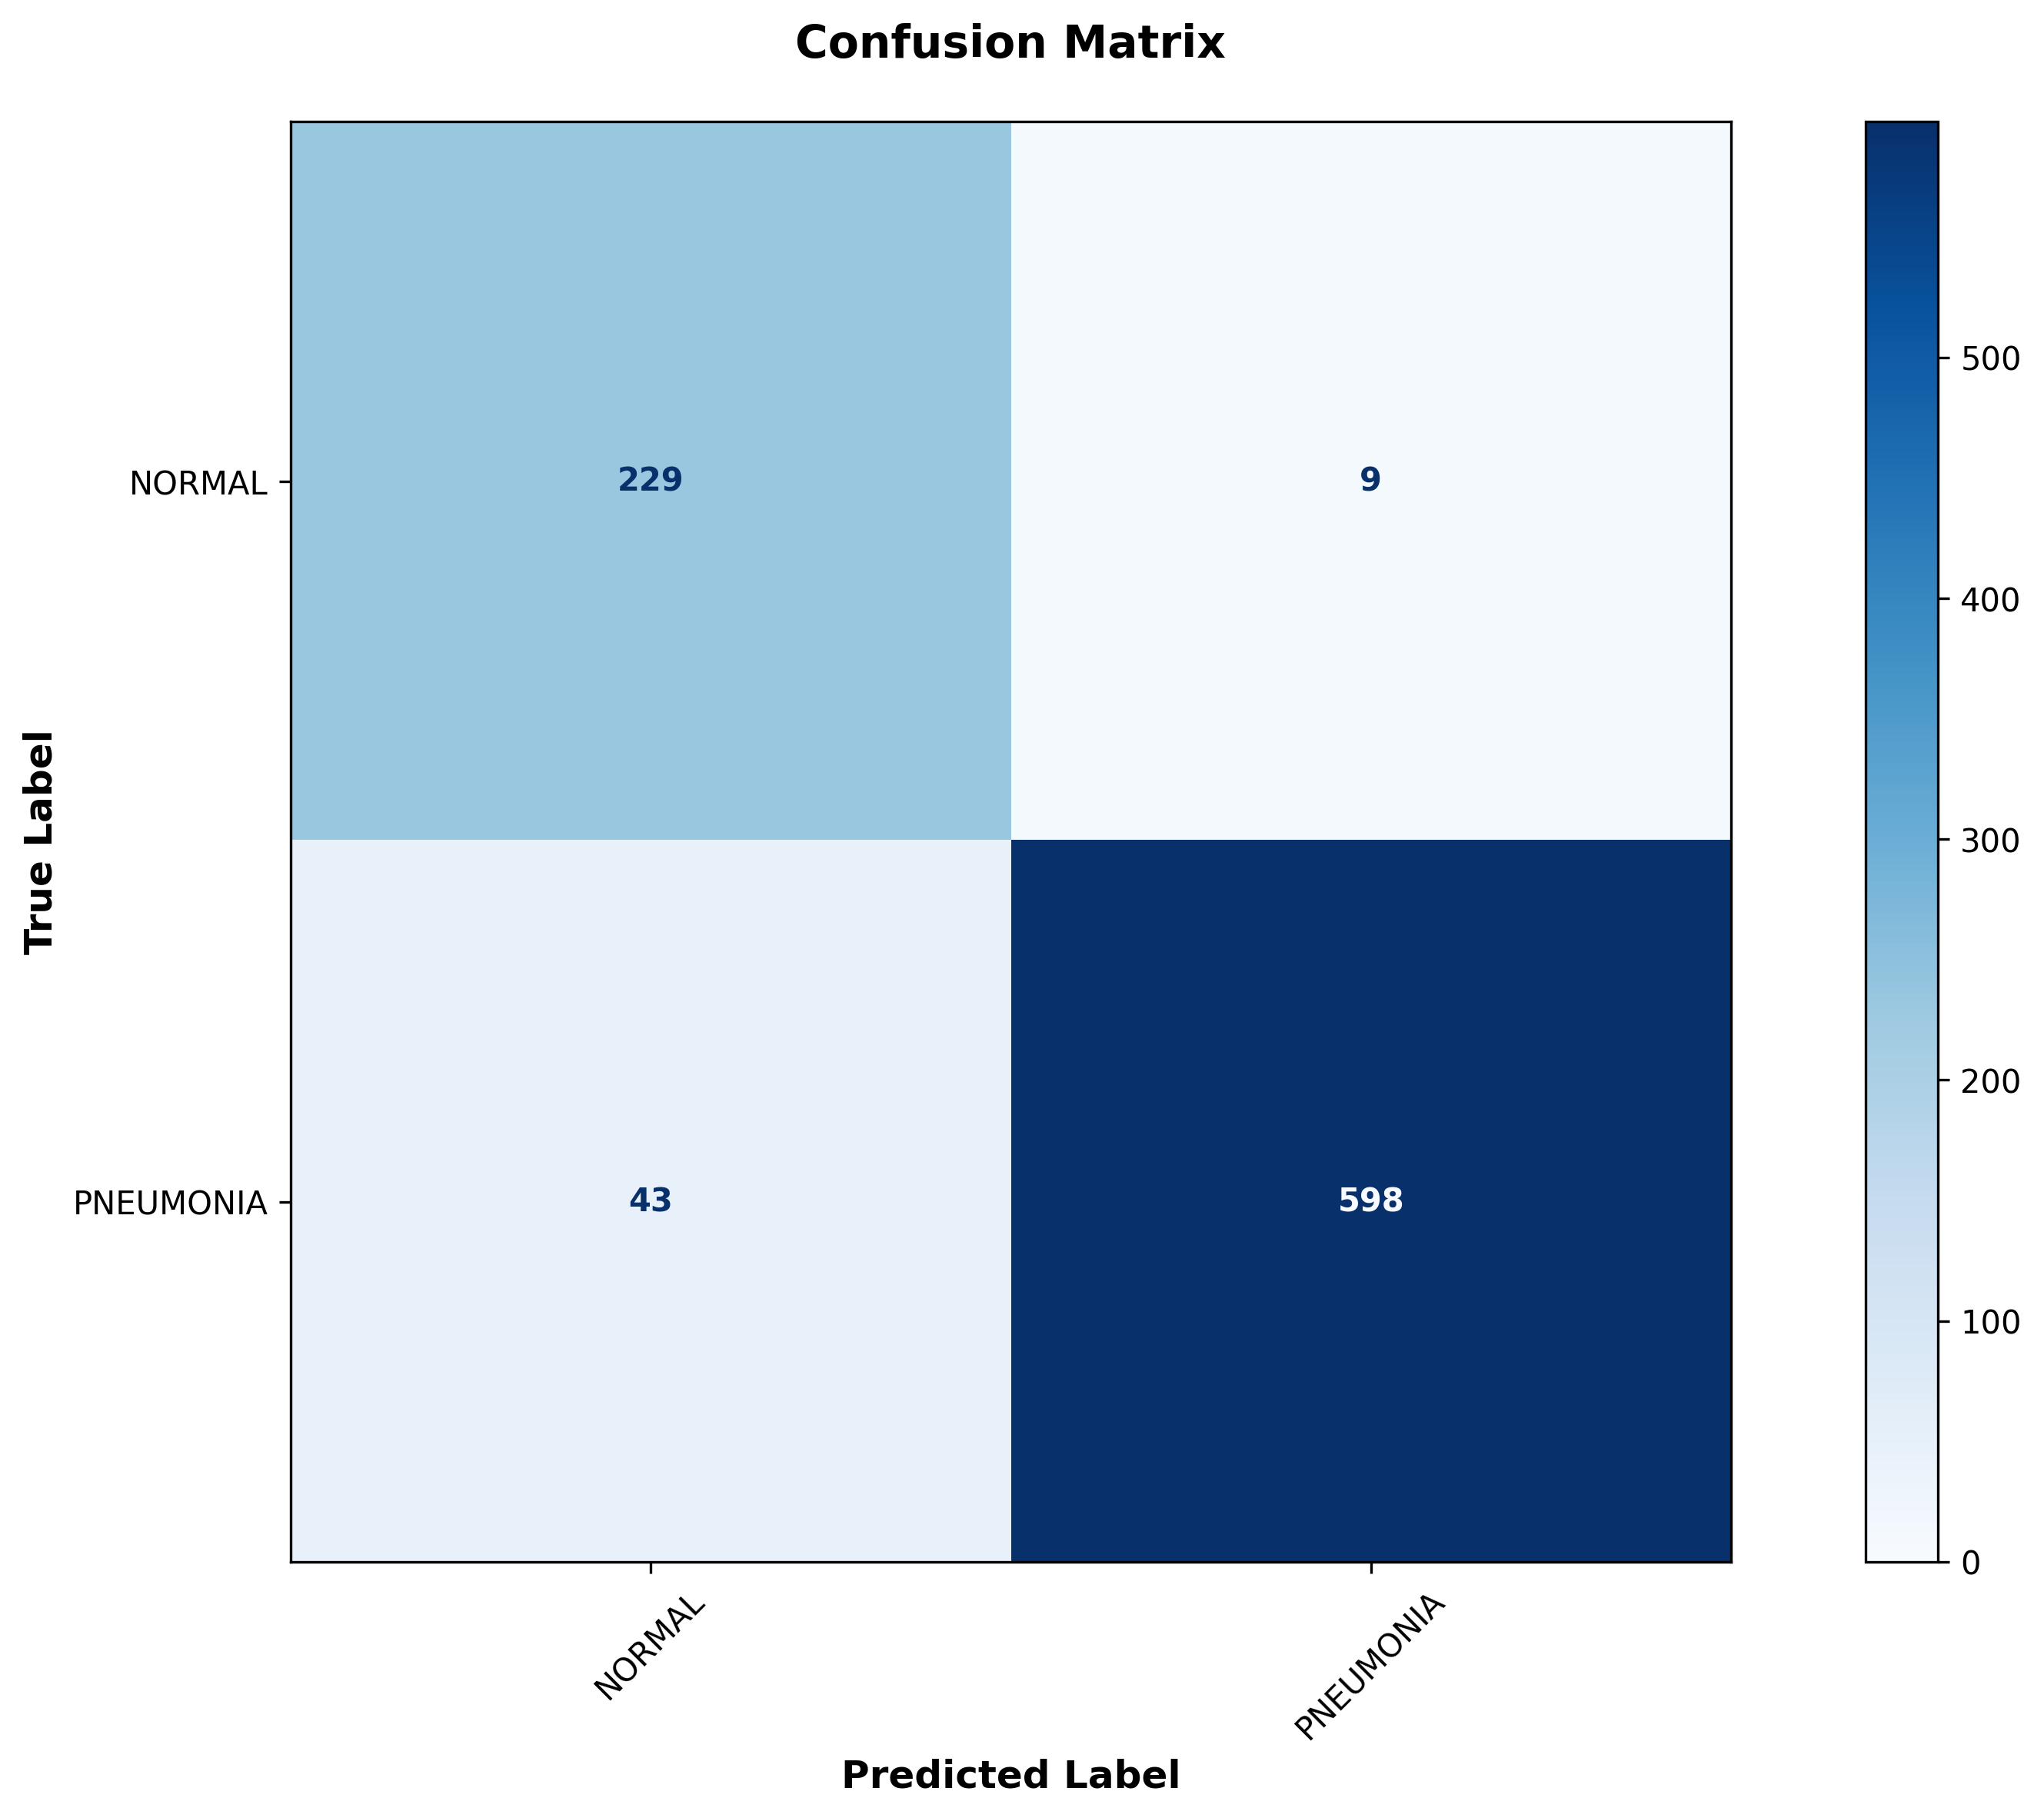 Confusion Matrix
True Label
NORMAL
PNEUMONIA
229
9
43
598
NORMAL
PNEUMONIA
Predicted Label
500
400
300
200
100
0